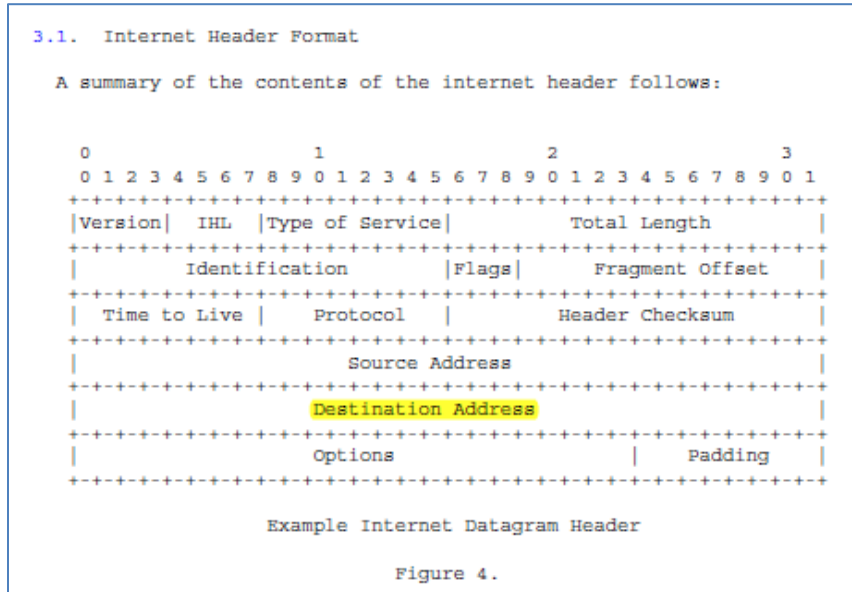 3.1. Internet Header Format
A summary of the contents of the internet header follows:
0                   1                   2                   3
0 1 2 3 4 5 6 7 8 9 0 1 2 3 4 5 6 7 8 9 0 1 2 3 4 5 6 7 8 9 0 1
+-+-+-+-+-+-+-+-+-+-+-+-+-+-+-+-+-+-+-+-+-+-+-+-+-+-+-+-+-+-+-+-+
|Version|  IHL  |Type of Service|          Total Length         |
+-+-+-+-+-+-+-+-+-+-+-+-+-+-+-+-+-+-+-+-+-+-+-+-+-+-+-+-+-+-+-+-+
|         Identification        |Flags|      Fragment Offset    |
+-+-+-+-+-+-+-+-+-+-+-+-+-+-+-+-+-+-+-+-+-+-+-+-+-+-+-+-+-+-+-+-+
|  Time to Live |    Protocol   |         Header Checksum       |
+-+-+-+-+-+-+-+-+-+-+-+-+-+-+-+-+-+-+-+-+-+-+-+-+-+-+-+-+-+-+-+-+
|                       Source Address                          |
+-+-+-+-+-+-+-+-+-+-+-+-+-+-+-+-+-+-+-+-+-+-+-+-+-+-+-+-+-+-+-+-+
|                    Destination Address                        |
+-+-+-+-+-+-+-+-+-+-+-+-+-+-+-+-+-+-+-+-+-+-+-+-+-+-+-+-+-+-+-+-+
|                    Options                    |    Padding    |
+-+-+-+-+-+-+-+-+-+-+-+-+-+-+-+-+-+-+-+-+-+-+-+-+-+-+-+-+-+-+-+-+
Example Internet Datagram Header
Figure 4.